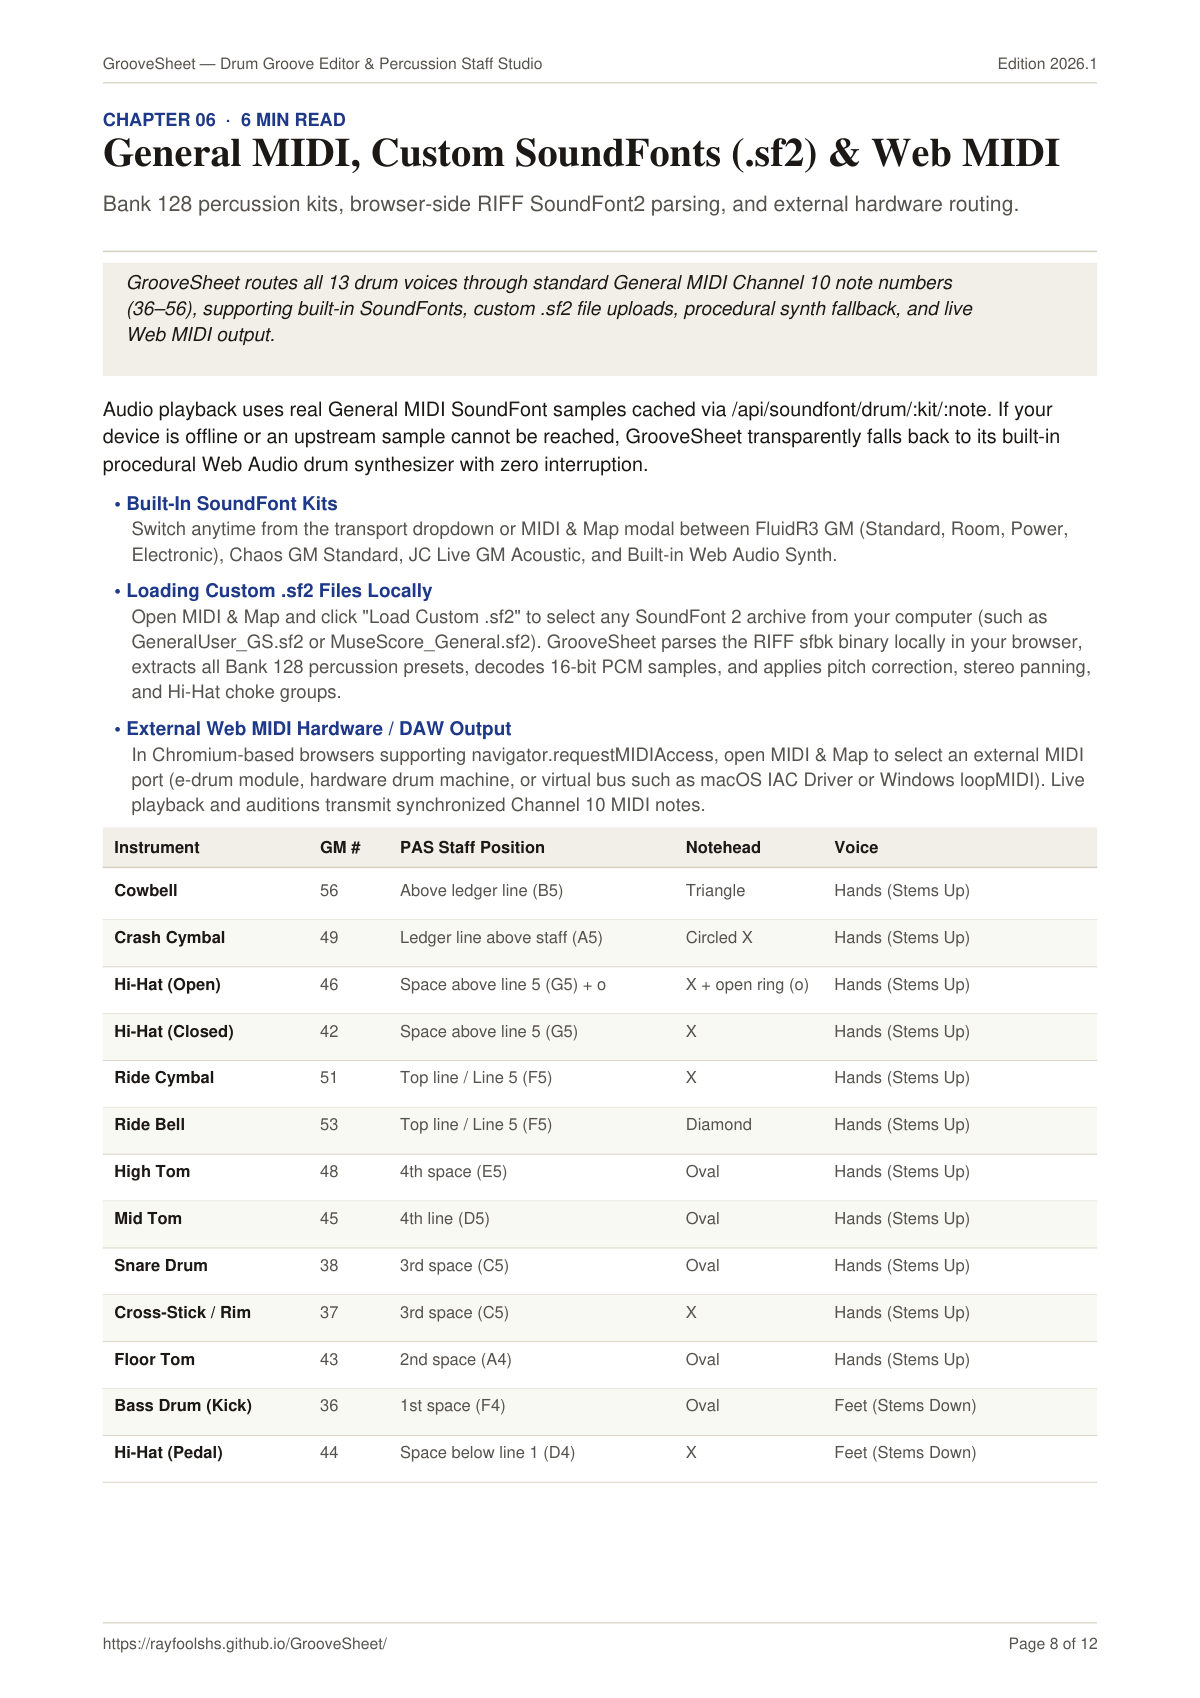 GrooveSheet — Drum Groove Editor & Percussion Staff Studio Edition 2026.1
CHAPTER 06 · 6 MIN READ
General MIDI, Custom SoundFonts (.sf2) & Web MIDI
Bank 128 percussion kits, browser-side RIFF SoundFont2 parsing, and external hardware routing.
GrooveSheet routes all 13 drum voices through standard General MIDI Channel 10 note numbers
(36–56), supporting built-in SoundFonts, custom .sf2 file uploads, procedural synth fallback, and live
Web MIDI output.
Audio playback uses real General MIDI SoundFont samples cached via /api/soundfont/drum/:kit/:note. If your
device is offline or an upstream sample cannot be reached, GrooveSheet transparently falls back to its built-in
procedural Web Audio drum synthesizer with zero interruption.
• Built-In SoundFont Kits
Switch anytime from the transport dropdown or MIDI & Map modal between FluidR3 GM (Standard, Room, Power,
Electronic), Chaos GM Standard, JC Live GM Acoustic, and Built-in Web Audio Synth.
• Loading Custom .sf2 Files Locally
Open MIDI & Map and click "Load Custom .sf2" to select any SoundFont 2 archive from your computer (such as
GeneralUser_GS.sf2 or MuseScore_General.sf2). GrooveSheet parses the RIFF sfbk binary locally in your browser,
extracts all Bank 128 percussion presets, decodes 16-bit PCM samples, and applies pitch correction, stereo panning,
and Hi-Hat choke groups.
• External Web MIDI Hardware / DAW Output
In Chromium-based browsers supporting navigator.requestMIDIAccess, open MIDI & Map to select an external MIDI
port (e-drum module, hardware drum machine, or virtual bus such as macOS IAC Driver or Windows loopMIDI). Live
playback and auditions transmit synchronized Channel 10 MIDI notes.
Instrument GM # PAS Staff Position Notehead Voice
Cowbell 56 Above ledger line (B5) Triangle Hands (Stems Up)
Crash Cymbal 49 Ledger line above staff (A5) Circled X Hands (Stems Up)
Hi-Hat (Open) 46 Space above line 5 (G5) + o X + open ring (o) Hands (Stems Up)
Hi-Hat (Closed) 42 Space above line 5 (G5) X Hands (Stems Up)
Ride Cymbal 51 Top line / Line 5 (F5) X Hands (Stems Up)
Ride Bell 53 Top line / Line 5 (F5) Diamond Hands (Stems Up)
High Tom 48 4th space (E5) Oval Hands (Stems Up)
Mid Tom 45 4th line (D5) Oval Hands (Stems Up)
Snare Drum 38 3rd space (C5) Oval Hands (Stems Up)
Cross-Stick / Rim 37 3rd space (C5) X Hands (Stems Up)
Floor Tom 43 2nd space (A4) Oval Hands (Stems Up)
Bass Drum (Kick) 36 1st space (F4) Oval Feet (Stems Down)
Hi-Hat (Pedal) 44 Space below line 1 (D4) X Feet (Stems Down)
https://rayfoolshs.github.io/GrooveSheet/ Page 8 of 12